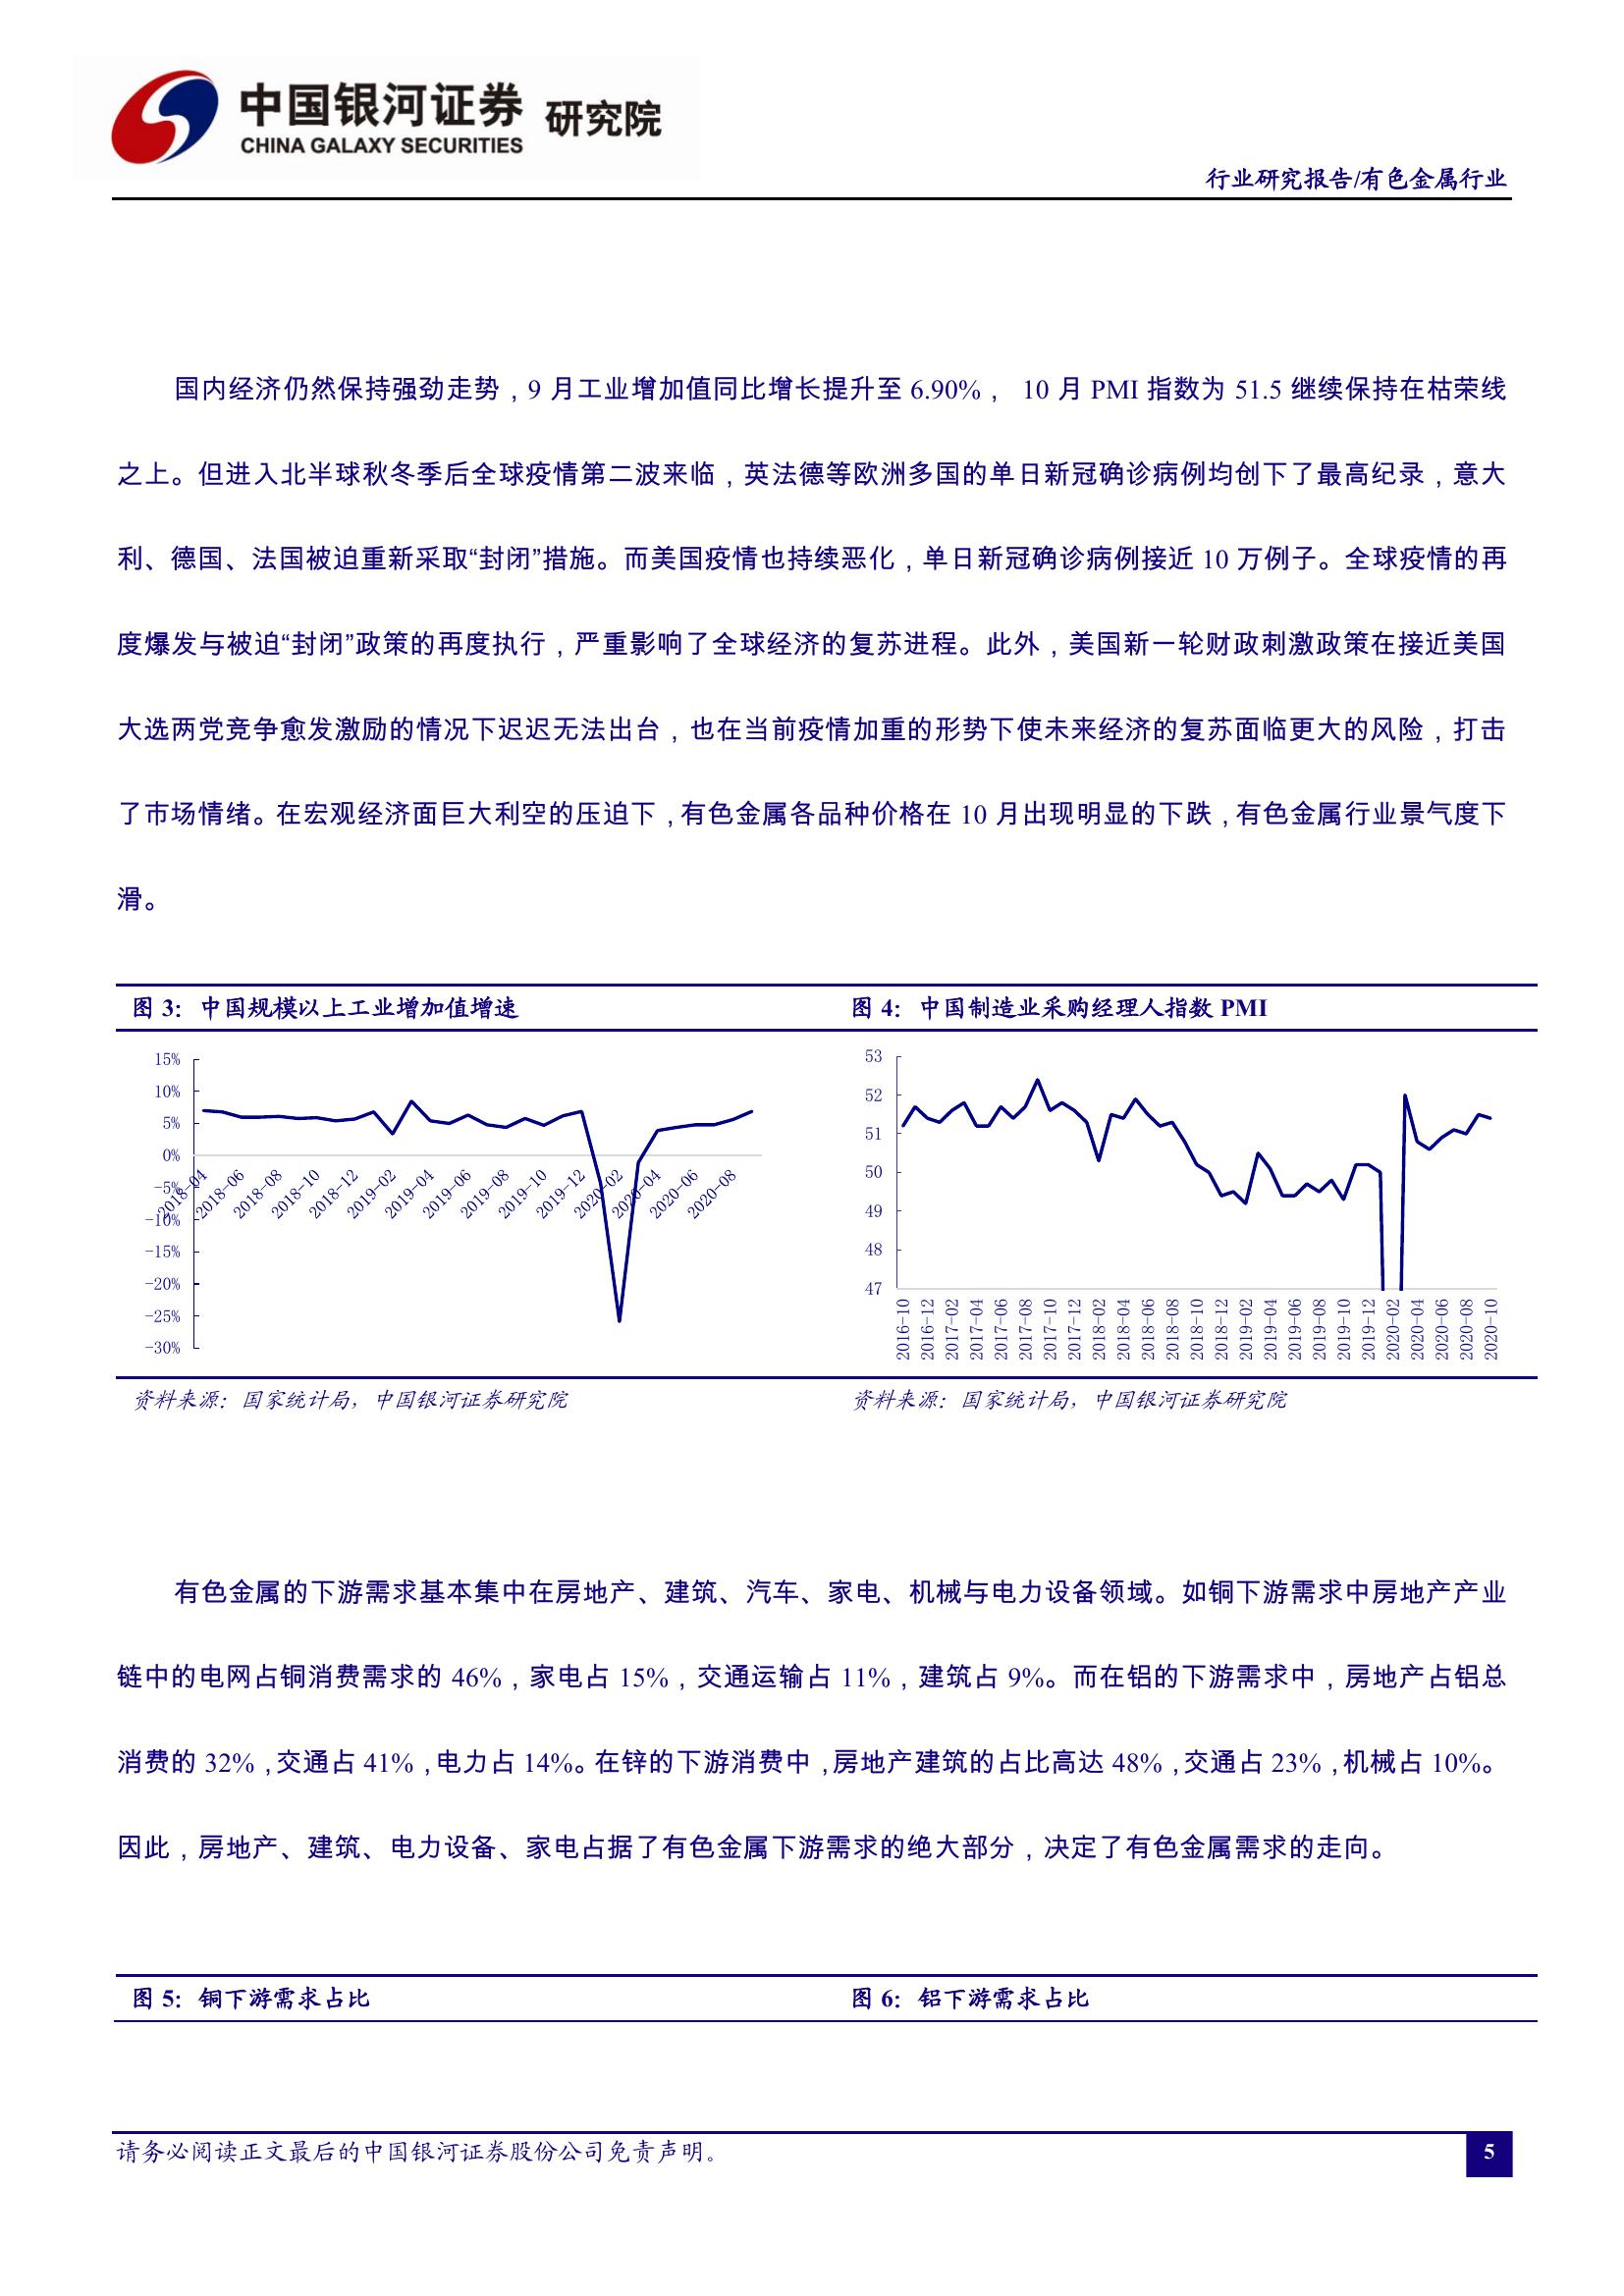 中国银河证券 研究院
CHINA GALAXY SECURITIES
行业研究报告/有色金属行业
国内经济仍然保持强劲走势，9 月工业增加值同比增长提升至 6.90%， 10 月 PMI 指数为 51.5 继续保持在枯荣线
之上。但进入北半球秋冬季后全球疫情第二波来临，英法德等欧洲多国的单日新冠确诊病例均创下了最高纪录，意大
利、德国、法国被迫重新采取“封闭”措施。而美国疫情也持续恶化，单日新冠确诊病例接近 10 万例子。全球疫情的再
度爆发与被迫“封闭”政策的再度执行，严重影响了全球经济的复苏进程。此外，美国新一轮财政刺激政策在接近美国
大选两党竞争愈发激励的情况下迟迟无法出台，也在当前疫情加重的形势下使未来经济的复苏面临更大的风险，打击
了市场情绪。在宏观经济面巨大利空的压迫下，有色金属各品种价格在 10 月出现明显的下跌，有色金属行业景气度下
滑。
图 3：中国规模以上工业增加值增速
15%
10%
5%
0%
-5%
-10%
-15%
-20%
-25%
-30%
2018-04
2018-06
2018-08
2018-10
2018-12
2019-02
2019-04
2019-06
2019-08
2019-10
2019-12
2020-02
2020-04
2020-06
2020-08
资料来源：国家统计局，中国银河证券研究院
图 4：中国制造业采购经理人指数 PMI
53
52
51
50
49
48
47
2016-10
2016-12
2017-02
2017-04
2017-06
2017-08
2017-10
2017-12
2018-02
2018-04
2018-06
2018-08
2018-10
2018-12
2019-02
2019-04
2019-06
2019-08
2019-10
2019-12
2020-02
2020-04
2020-06
2020-08
2020-10
资料来源：国家统计局，中国银河证券研究院
有色金属的下游需求基本集中在房地产、建筑、汽车、家电、机械与电力设备领域。如铜下游需求中房地产产业
链中的电网占铜消费需求的 46%，家电占 15%，交通运输占 11%，建筑占 9%。而在铝的下游需求中，房地产占铝总
消费的 32%，交通占 41%，电力占 14%。在锌的下游消费中，房地产建筑的占比高达 48%，交通占 23%，机械占 10%。
因此，房地产、建筑、电力设备、家电占据了有色金属下游需求的绝大部分，决定了有色金属需求的走向。
图 5：铜下游需求占比
图 6：铝下游需求占比
请务必阅读正文最后的中国银河证券股份公司免责声明。
5